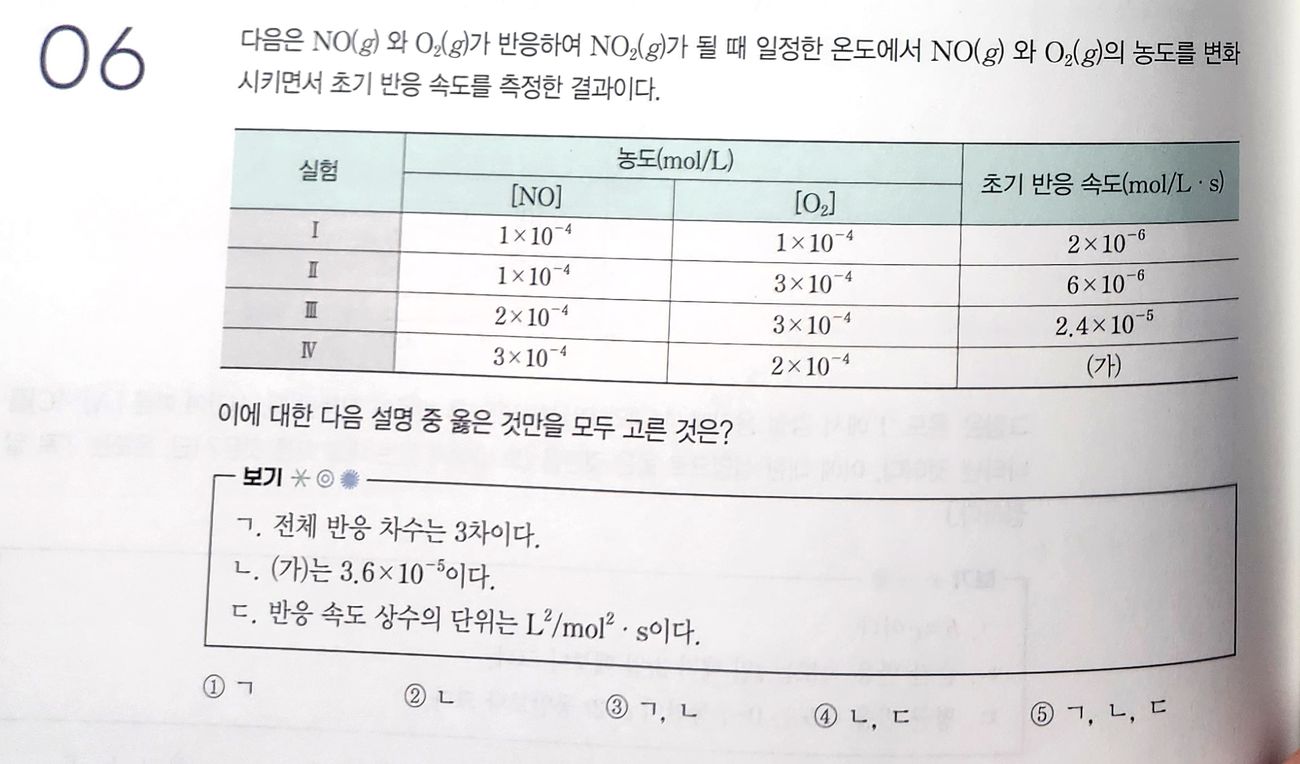 06
다음은 NO(g) 와 O₂(g)가 반응하여 NO₂(g)가 될 때 일정한 온도에서 NO(g) 와 O₂(g)의 농도를 변화
시키면서 초기 반응 속도를 측정한 결과이다.
실험 농도(mol/L) 초기 반응 속도(mol/L · s)
[NO] [O₂]
Ⅰ 1×10⁻⁴ 1×10⁻⁴ 2×10⁻⁶
Ⅱ 1×10⁻⁴ 3×10⁻⁴ 6×10⁻⁶
Ⅲ 2×10⁻⁴ 3×10⁻⁴ 2.4×10⁻⁵
Ⅳ 3×10⁻⁴ 2×10⁻⁴ (가)
이에 대한 다음 설명 중 옳은 것만을 모두 고른 것은?
보기
ㄱ. 전체 반응 차수는 3차이다.
ㄴ. (가)는 3.6×10⁻⁵이다.
ㄷ. 반응 속도 상수의 단위는 L²/mol² · s이다.
① ㄱ ② ㄴ ③ ㄱ, ㄴ ④ ㄴ, ㄷ ⑤ ㄱ, ㄴ, ㄷ